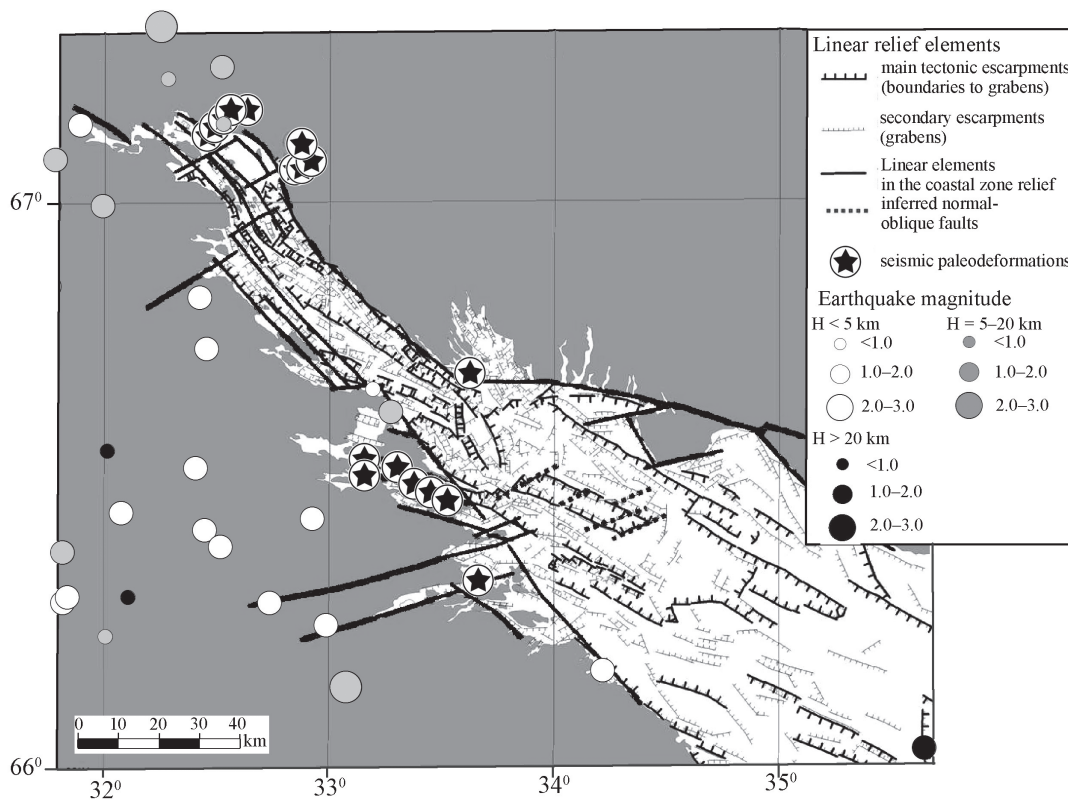 Linear relief elements
main tectonic escarpments
(boundaries to grabens)
secondary escarpments
(grabens)
Linear elements
in the coastal zone relief
inferred normal-
oblique faults
seismic paleodeformations
Earthquake magnitude
H < 5 km H = 5–20 km
<1.0 <1.0
1.0–2.0 1.0–2.0
2.0–3.0 2.0–3.0
H > 20 km
<1.0
1.0–2.0
2.0–3.0
67⁰
66⁰
0 10 20 30 40
km
32⁰ 33⁰ 34⁰ 35⁰